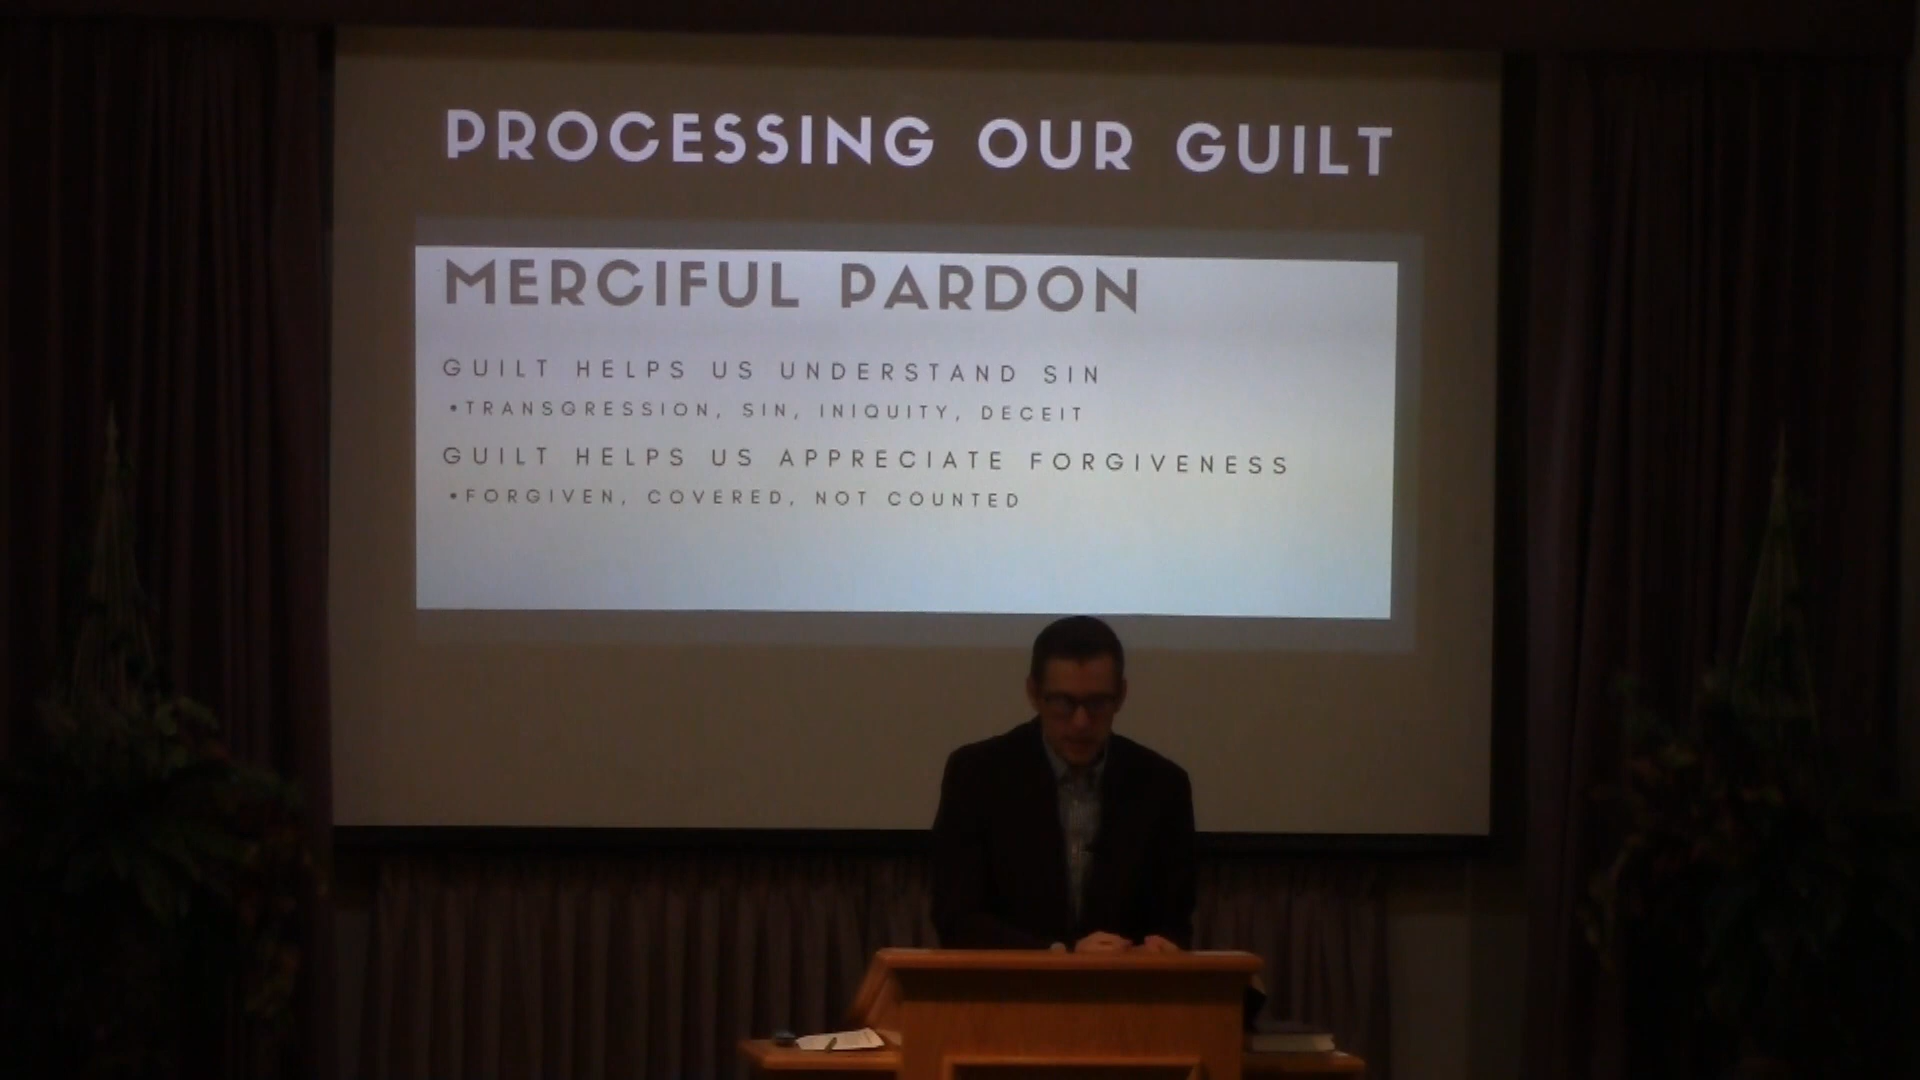 PROCESSING OUR GUILT
MERCIFUL PARDON
GUILT HELPS US UNDERSTAND SIN
•TRANSGRESSION, SIN, INIQUITY, DECEIT
GUILT HELPS US APPRECIATE FORGIVENESS
•FORGIVEN, COVERED, NOT COUNTED